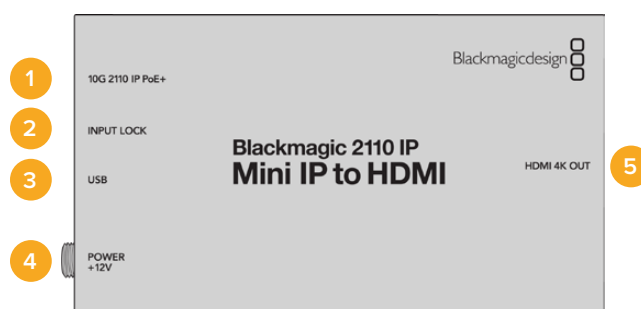 Blackmagicdesign
1
10G 2110 IP PoE+
2
INPUT LOCK
Blackmagic 2110 IP
Mini IP to HDMI
3
USB
HDMI 4K OUT
5
4
POWER
+12V